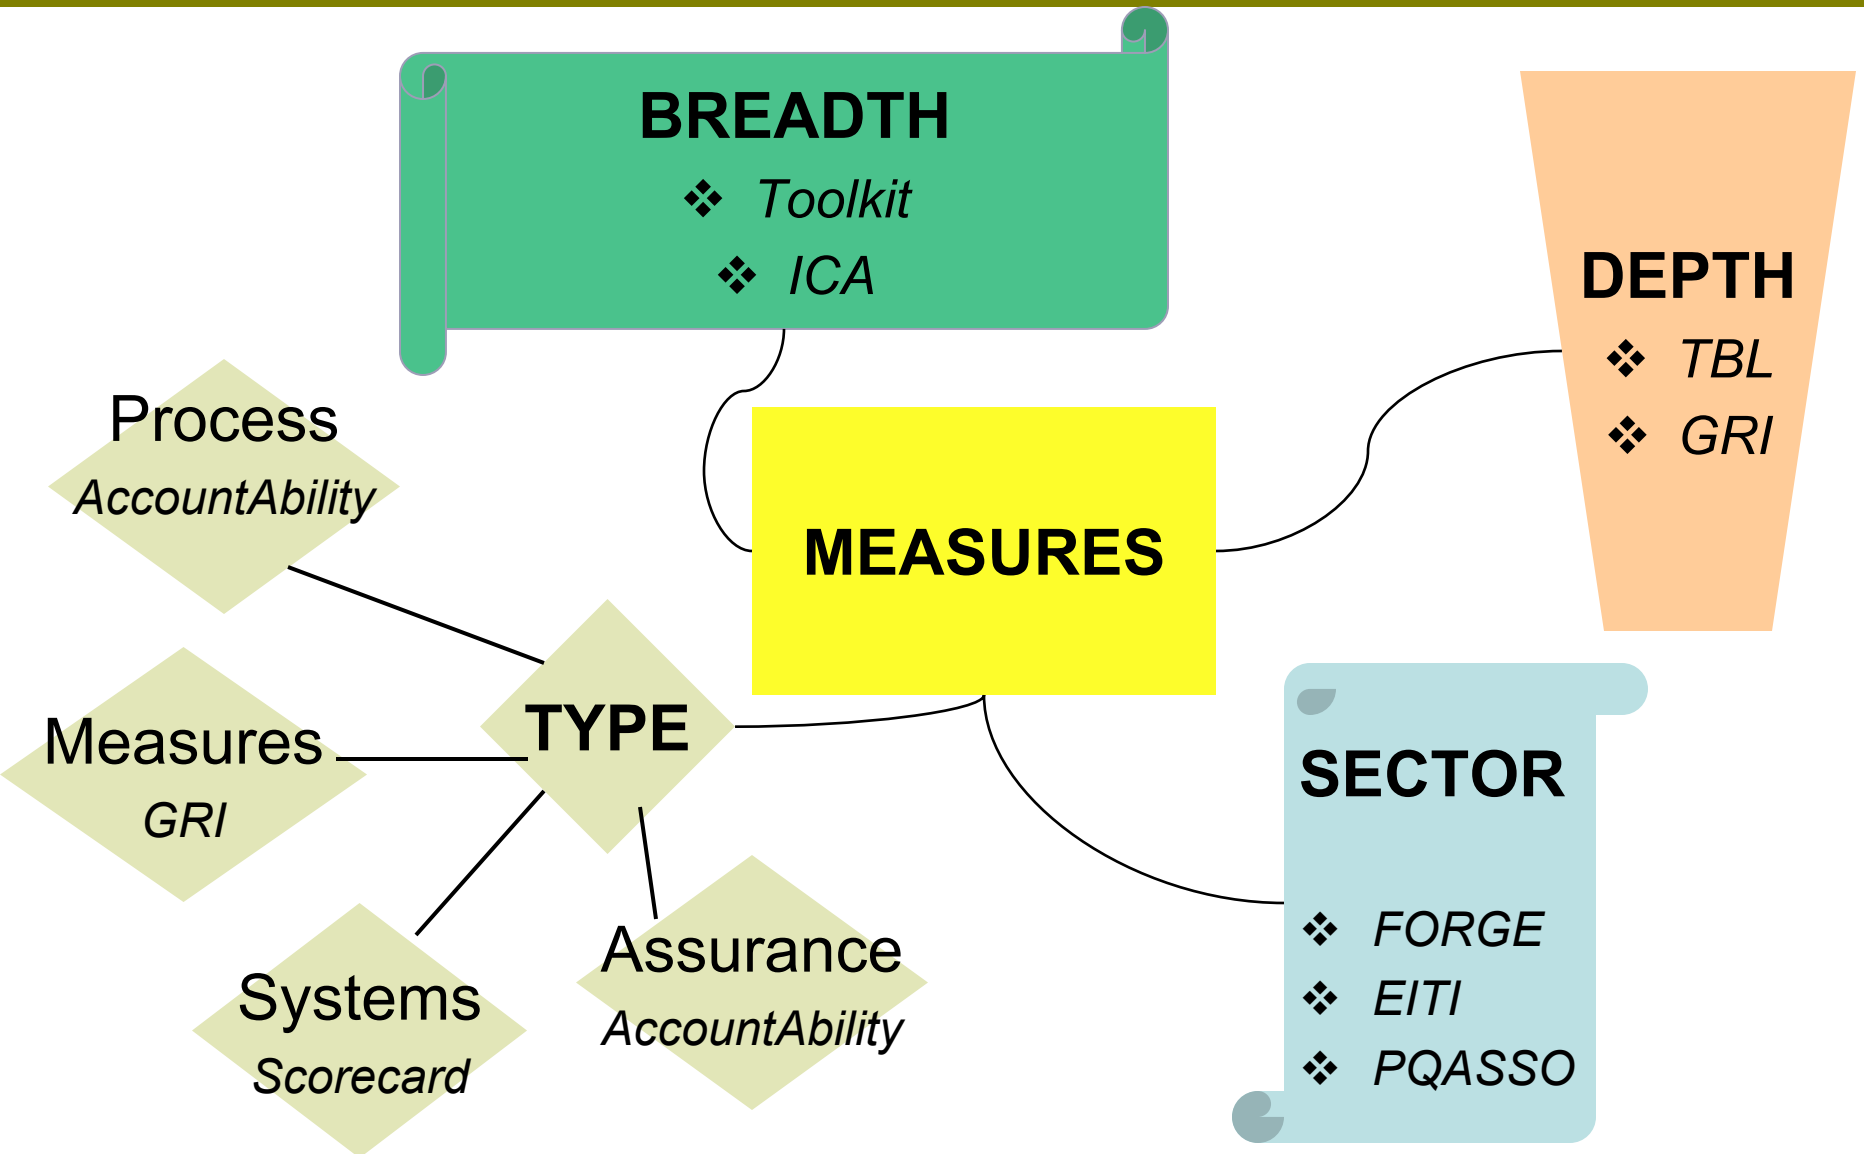 BREADTH
❖ Toolkit
❖ ICA
DEPTH
❖ TBL
❖ GRI
MEASURES
Process
AccountAbility
Measures
GRI
TYPE
Systems
Scorecard
Assurance
AccountAbility
SECTOR
❖ FORGE
❖ EITI
❖ PQASSO